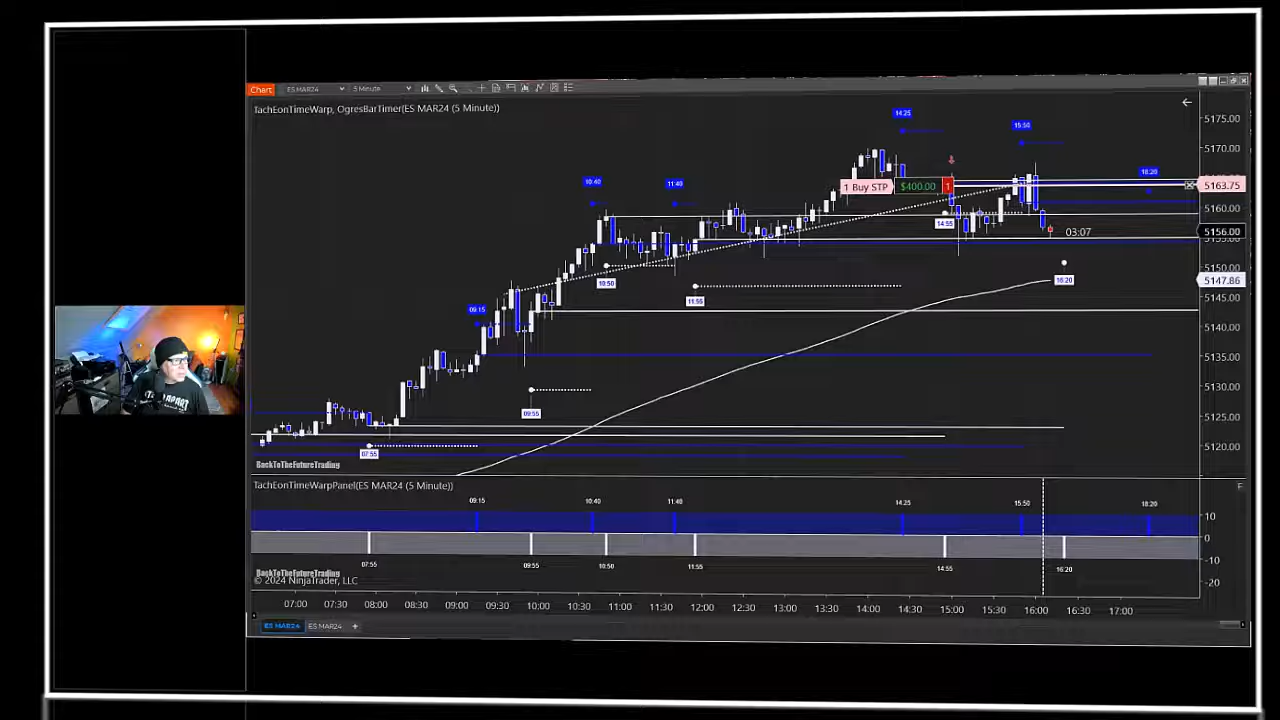 Chart ES MAR24 5 Minute
TachEonTimeWarp, OgresBarTimer(ES MAR24 (5 Minute))
14:25
15:50
10:40
11:40
18:20
1 Buy STP $400.00 1
14:55
03:07
10:50
16:20
11:55
09:15
09:55
07:55
5175.00
5170.00
5163.75
5160.00
5156.00
5155.00
5150.00
5147.86
5145.00
5140.00
5135.00
5130.00
5125.00
5120.00
BackToTheFutureTrading
TachEonTimeWarpPanel(ES MAR24 (5 Minute))
F
09:15 10:40 11:40 14:25 15:50 18:20
10
0
-10
-20
07:55 09:55 10:50 11:55 14:55 16:20
BackToTheFutureTrading
© 2024 NinjaTrader, LLC
07:00 07:30 08:00 08:30 09:00 09:30 10:00 10:30 11:00 11:30 12:00 12:30 13:00 13:30 14:00 14:30 15:00 15:30 16:00 16:30 17:00
ES MAR24 ES MAR24 +